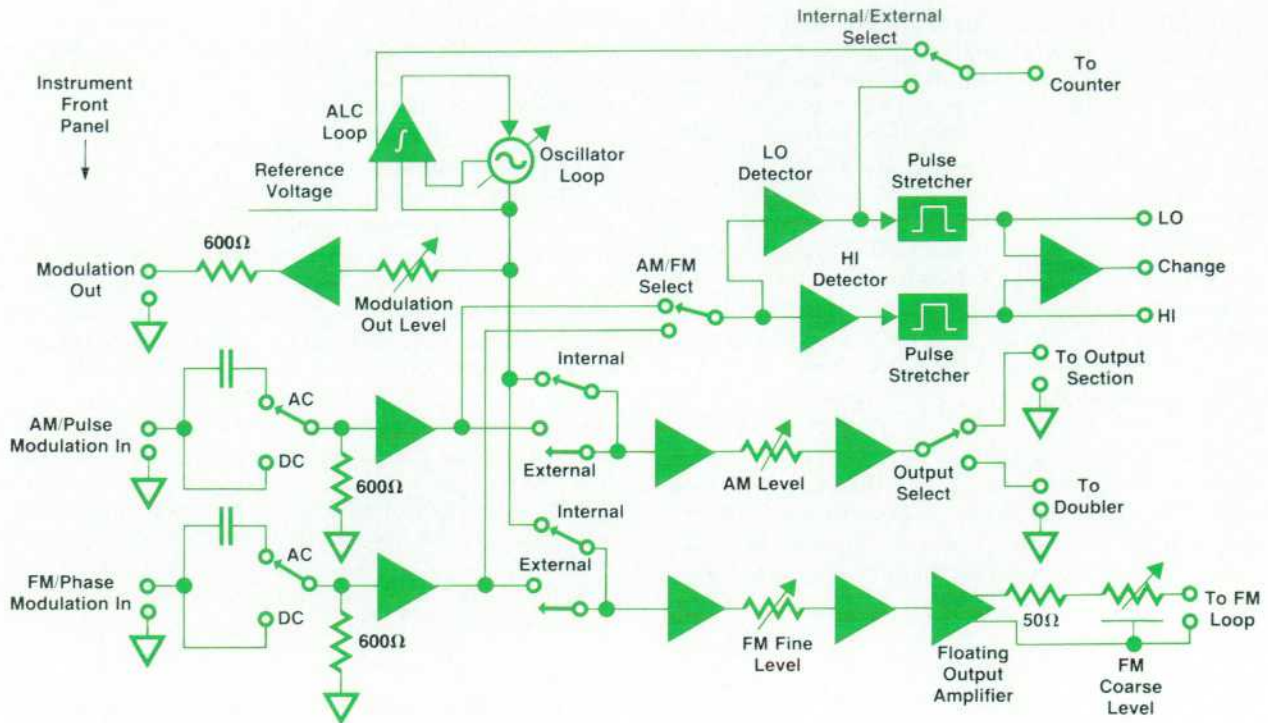 Internal/External
Select
To
Counter
Instrument
Front
Panel
ALC
Loop
∫
Oscillator
Loop
Reference
Voltage
LO
Detector
Pulse
Stretcher
LO
600Ω
Modulation
Out
Modulation
Out Level
AM/FM
Select
HI
Detector
Change
HI
Pulse
Stretcher
Internal
To Output
Section
AC
AM/Pulse
Modulation In
DC
600Ω
External
AM Level
Output
Select
To
Doubler
Internal
AC
External
FM/Phase
Modulation In
DC
600Ω
FM Fine
Level
50Ω
To FM
Loop
Floating
Output
Amplifier
FM
Coarse
Level